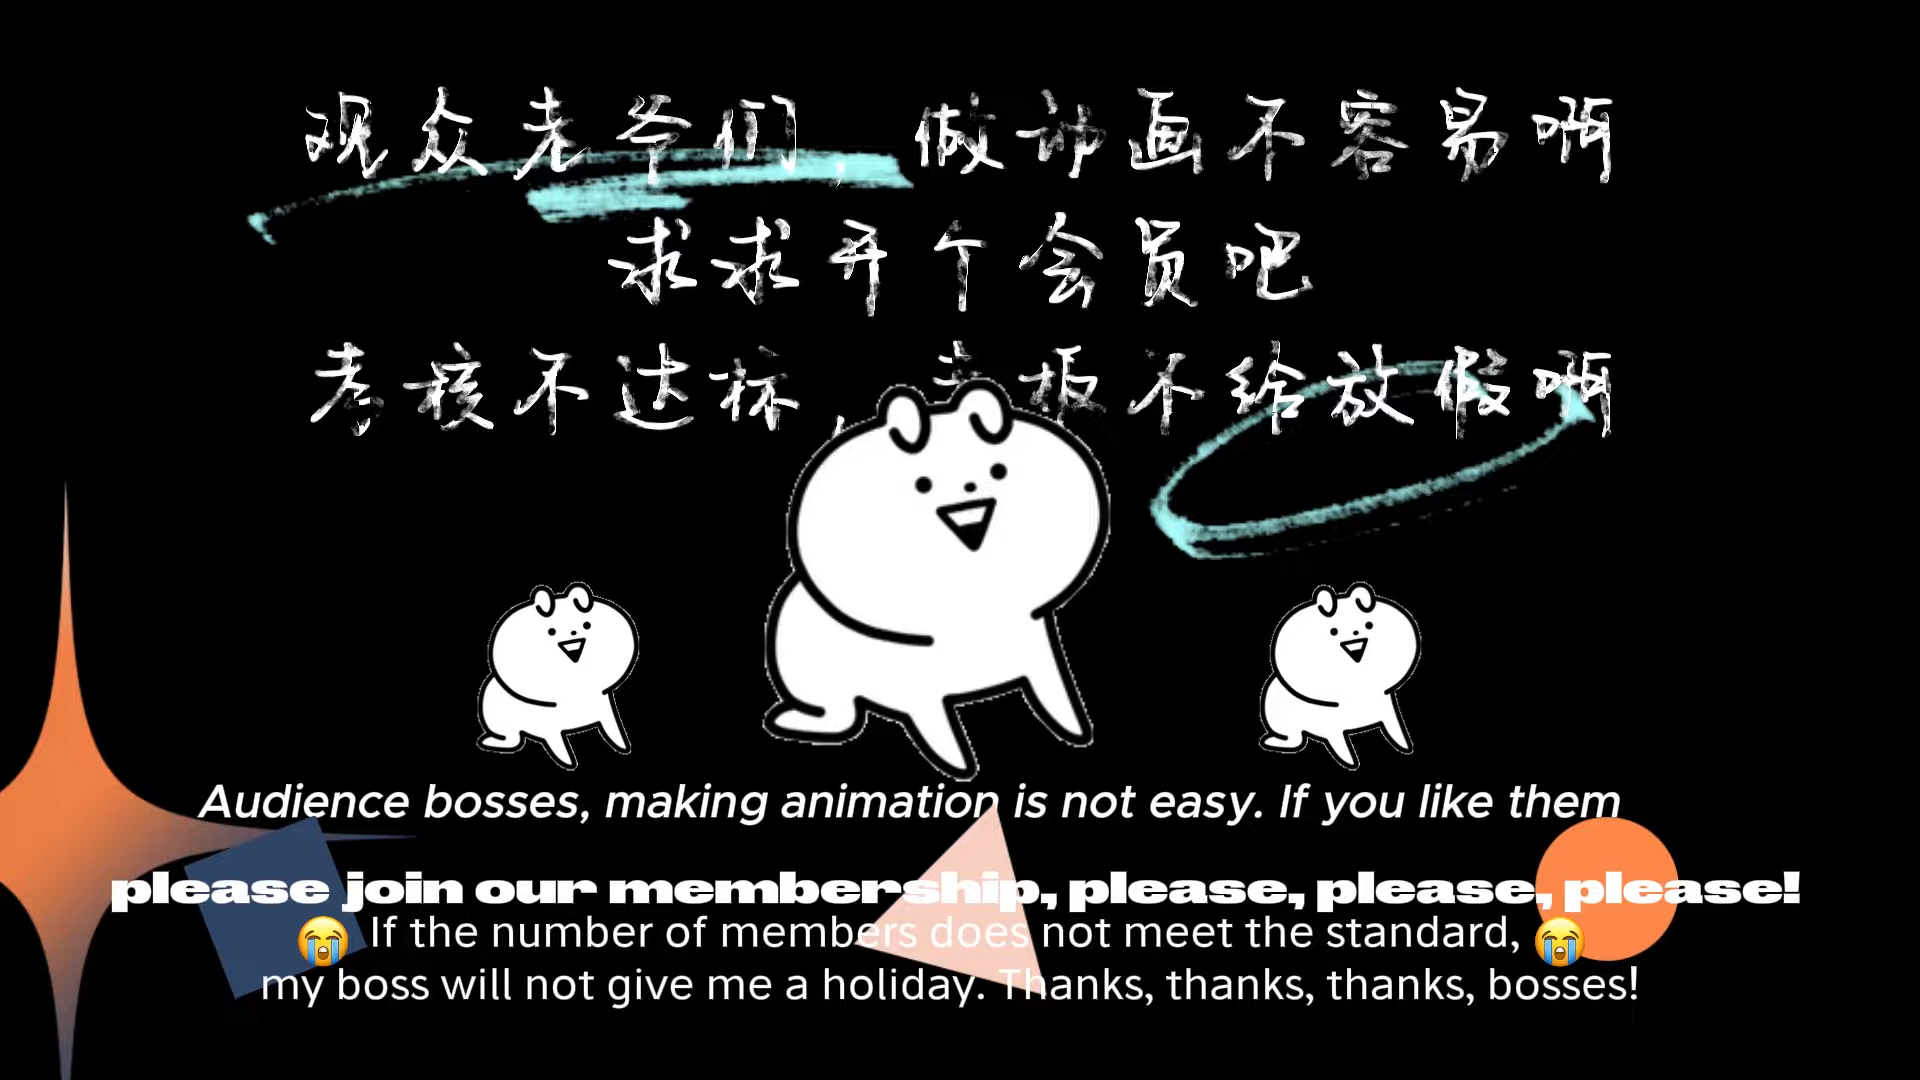 观众老爷们，做动画不容易啊
求求开个会员吧
考核不达标，老板不给放假啊
Audience bosses, making animation is not easy. If you like them
please join our membership, please, please, please!
😭 If the number of members does not meet the standard, 😭
my boss will not give me a holiday. Thanks, thanks, thanks, bosses!